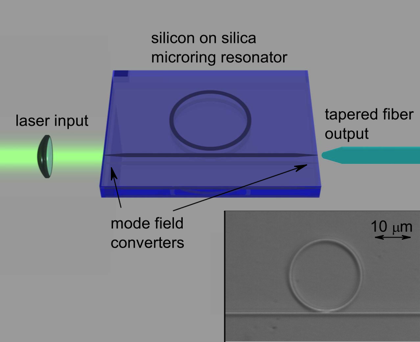 silicon on silica
microring resonator
laser input
tapered fiber
output
mode field
converters
10 μm